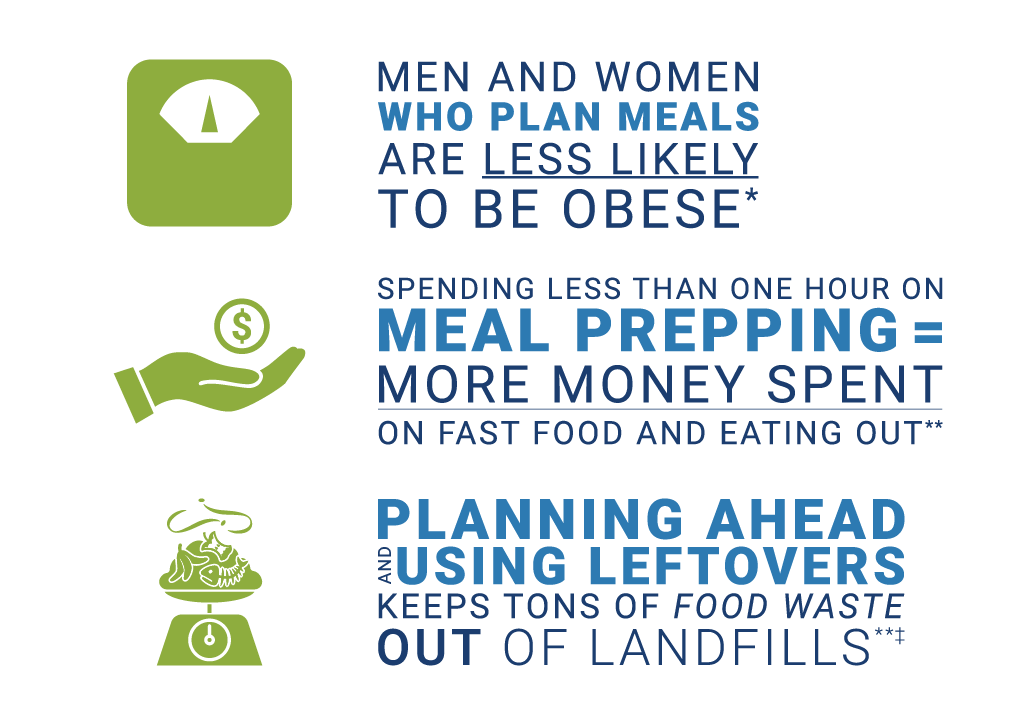 MEN AND WOMEN
WHO PLAN MEALS
ARE LESS LIKELY
TO BE OBESE*
$
SPENDING LESS THAN ONE HOUR ON
MEAL PREPPING =
MORE MONEY SPENT
ON FAST FOOD AND EATING OUT**
PLANNING AHEAD
AND USING LEFTOVERS
KEEPS TONS OF FOOD WASTE
OUT OF LANDFILLS**‡